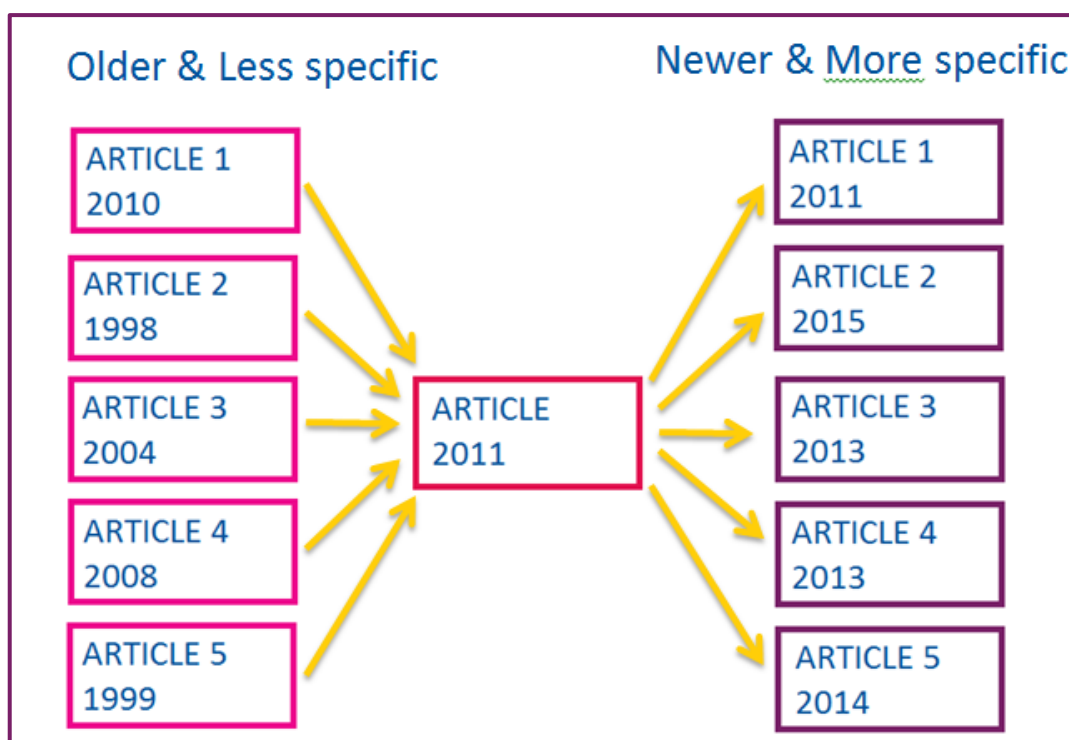 Older & Less specific
ARTICLE 1
2010
ARTICLE 2
1998
ARTICLE 3
2004
ARTICLE 4
2008
ARTICLE 5
1999
ARTICLE
2011
Newer & More specific
ARTICLE 1
2011
ARTICLE 2
2015
ARTICLE 3
2013
ARTICLE 4
2013
ARTICLE 5
2014